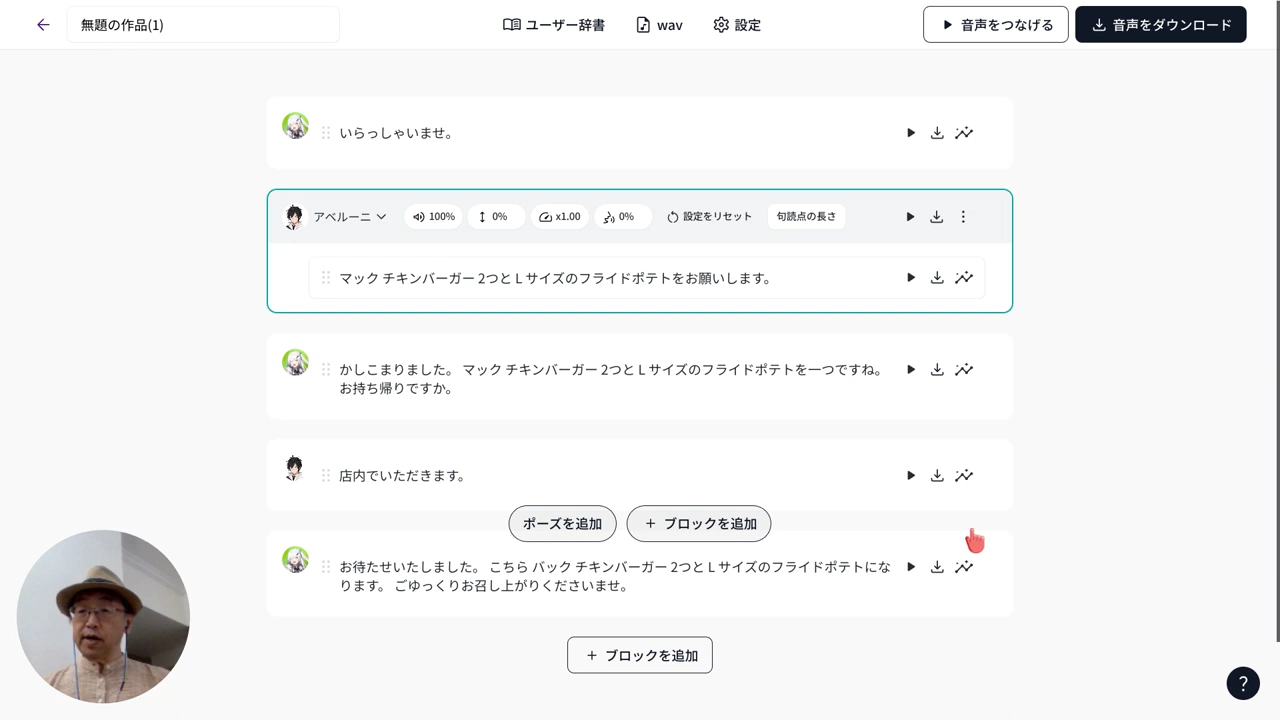 無題の作品(1)
ユーザー辞書
wav
設定
音声をつなげる
音声をダウンロード
いらっしゃいませ。
アベルーニ
100%
0%
x1.00
0%
設定をリセット
句読点の長さ
マック チキンバーガー 2つとLサイズのフライドポテトをお願いします。
かしこまりました。 マック チキンバーガー 2つとLサイズのフライドポテトを一つですね。
お持ち帰りですか。
店内でいただきます。
ポーズを追加
+ ブロックを追加
お待たせいたしました。 こちら バック チキンバーガー 2つとLサイズのフライドポテトにな
ります。 ごゆっくりお召し上がりくださいませ。
+ ブロックを追加
?